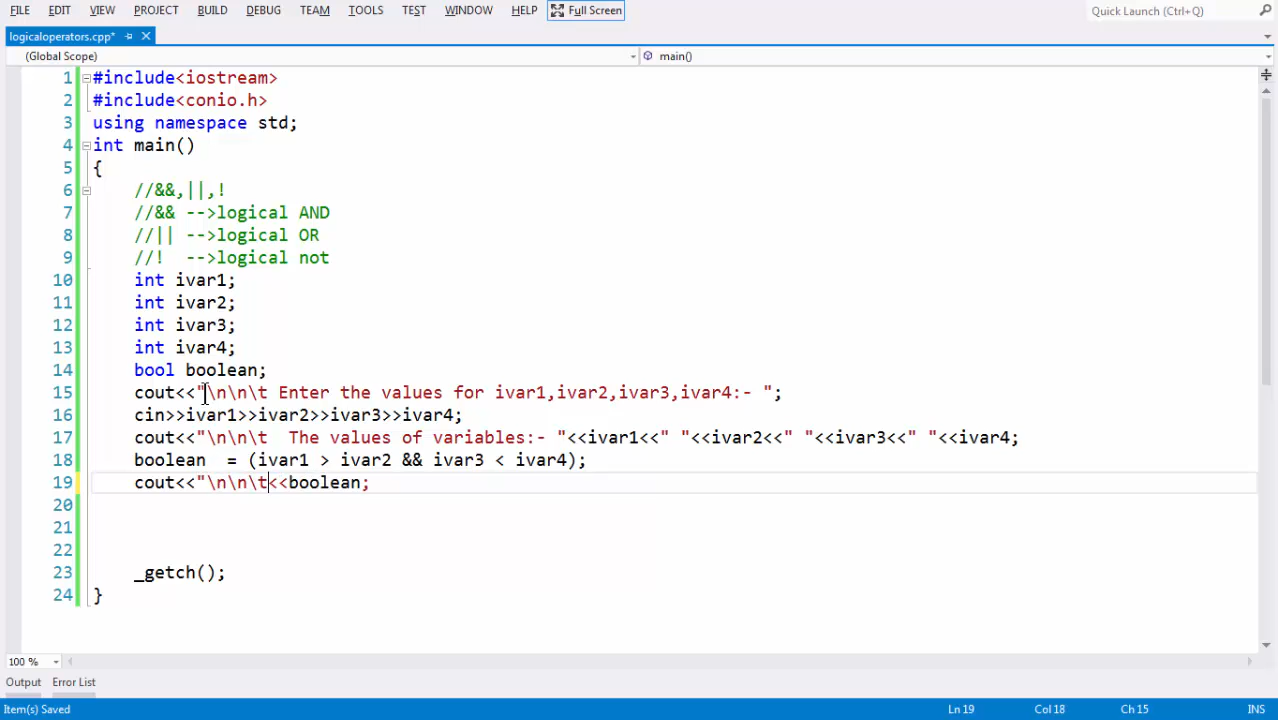 FILE EDIT VIEW PROJECT BUILD DEBUG TEAM TOOLS TEST WINDOW HELP Full Screen Quick Launch (Ctrl+Q)
logicaloperators.cpp*
(Global Scope) main()
1 #include<iostream>
2 #include<conio.h>
3 using namespace std;
4 int main()
5 {
6 //&&,||,!
7 //&& -->logical AND
8 //|| -->logical OR
9 //!  -->logical not
10 int ivar1;
11 int ivar2;
12 int ivar3;
13 int ivar4;
14 bool boolean;
15 cout<<"\n\n\t Enter the values for ivar1,ivar2,ivar3,ivar4:- ";
16 cin>>ivar1>>ivar2>>ivar3>>ivar4;
17 cout<<"\n\n\t  The values of variables:- "<<ivar1<<" "<<ivar2<<" "<<ivar3<<" "<<ivar4;
18 boolean  = (ivar1 > ivar2 && ivar3 < ivar4);
19 cout<<"\n\n\t<<boolean;
20
21
22
23 _getch();
24 }
100 %
Output Error List
Item(s) Saved Ln 19 Col 18 Ch 15 INS